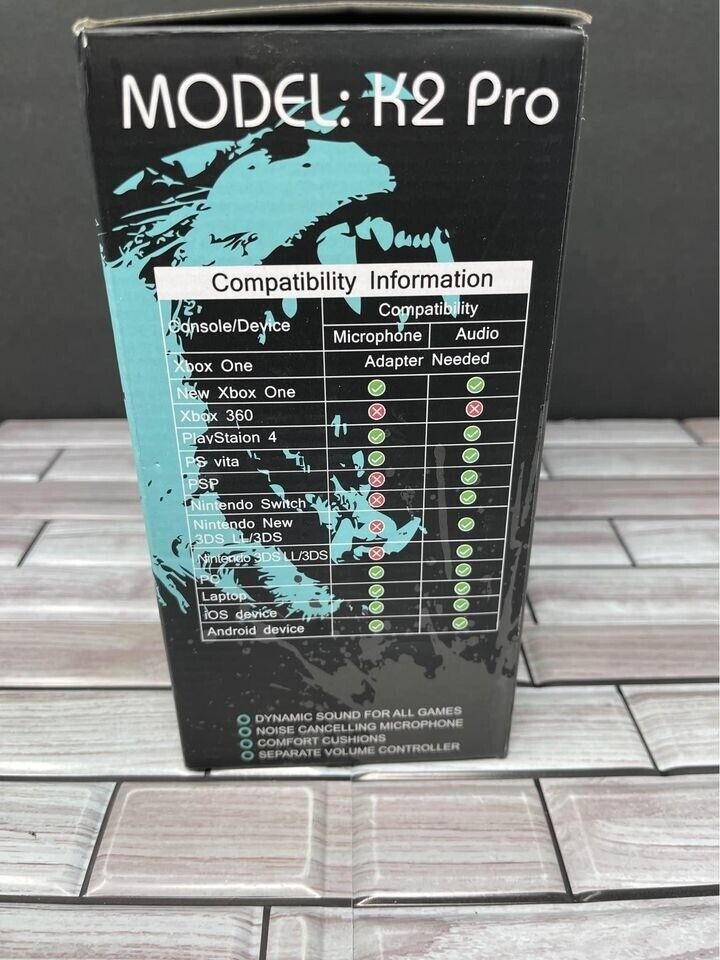 MODEL: K2 Pro
Compatibility Information
Console/Device
Compatibility
Microphone Audio
Xbox One Adapter Needed
New Xbox One
Xbox 360
PlayStaion 4
PS vita
PSP
Nintendo Switch
Nintendo New
3DS LL/3DS
Nintendo 3DS LL/3DS
PC
Laptop
iOS device
Android device
DYNAMIC SOUND FOR ALL GAMES
NOISE CANCELLING MICROPHONE
COMFORT CUSHIONS
SEPARATE VOLUME CONTROLLER